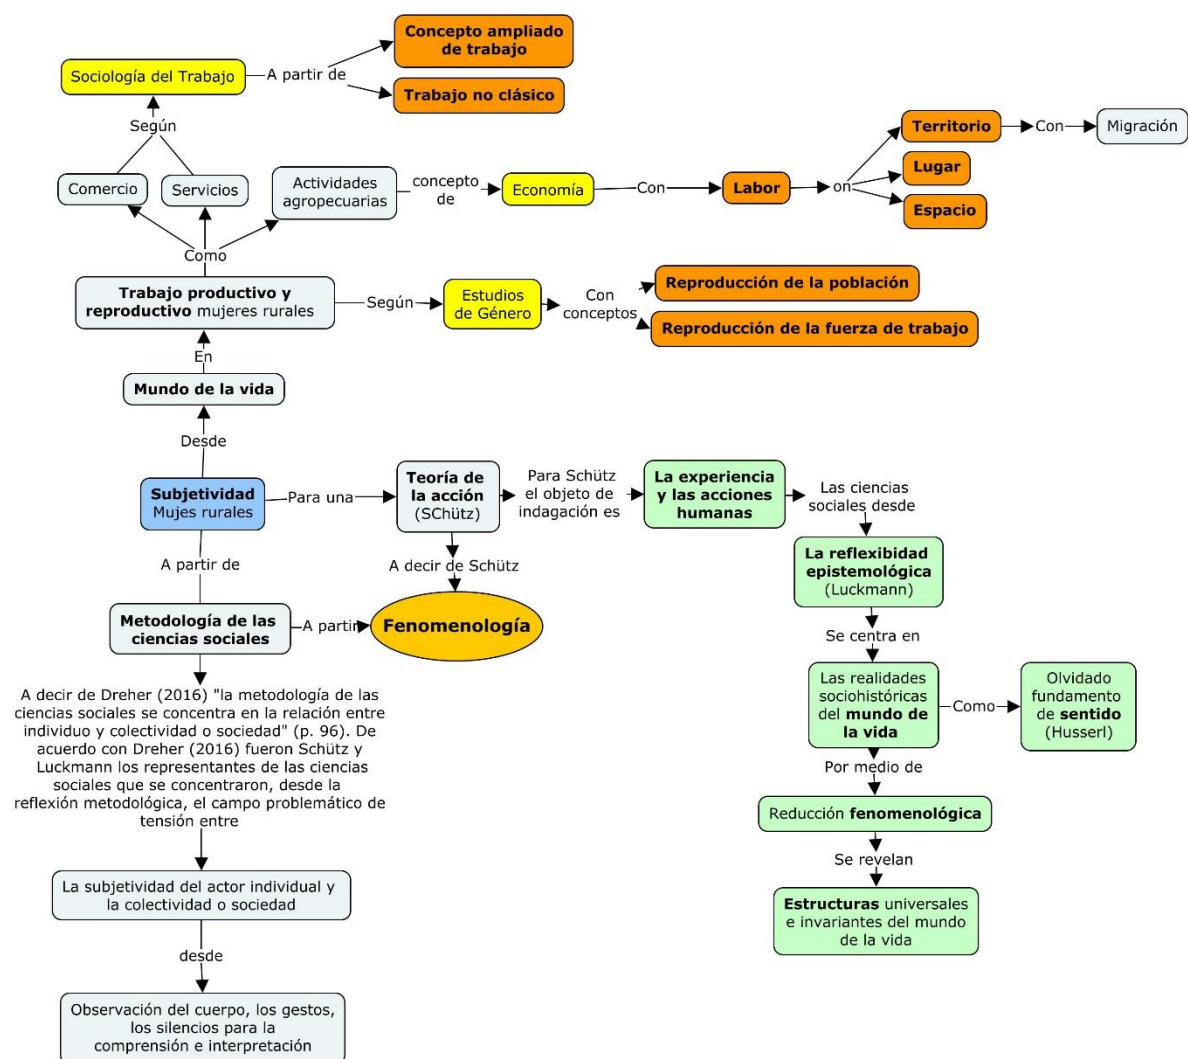 Concepto ampliado
de trabajo
Sociología del Trabajo
A partir de
Trabajo no clásico
Según
Comercio
Servicios
Actividades
agropecuarias
concepto
de
Economía
Con
Labor
on
Territorio
Con
Migración
Lugar
Espacio
Como
Trabajo productivo y
reproductivo mujeres rurales
Según
Estudios
de Género
Con
conceptos
Reproducción de la población
Reproducción de la fuerza de trabajo
En
Mundo de la vida
Desde
Subjetividad
Mujes rurales
Para una
Teoría de
la acción
(SChütz)
Para Schütz
el objeto de
indagación es
La experiencia
y las acciones
humanas
Las ciencias
sociales desde
La reflexibidad
epistemológica
(Luckmann)
A partir de
A decir de Schütz
Metodología de las
ciencias sociales
A partir
Fenomenología
Se centra en
Las realidades
sociohistóricas
del mundo de
la vida
Como
Olvidado
fundamento
de sentido
(Husserl)
Por medio de
Reducción fenomenológica
Se revelan
Estructuras universales
e invariantes del mundo
de la vida
A decir de Dreher (2016) "la metodología de las
ciencias sociales se concentra en la relación entre
individuo y colectividad o sociedad" (p. 96). De
acuerdo con Dreher (2016) fueron Schütz y
Luckmann los representantes de las ciencias
sociales que se concentraron, desde la
reflexión metodológica, el campo problemático de
tensión entre
La subjetividad del actor individual y
la colectividad o sociedad
desde
Observación del cuerpo, los gestos,
los silencios para la
comprensión e interpretación